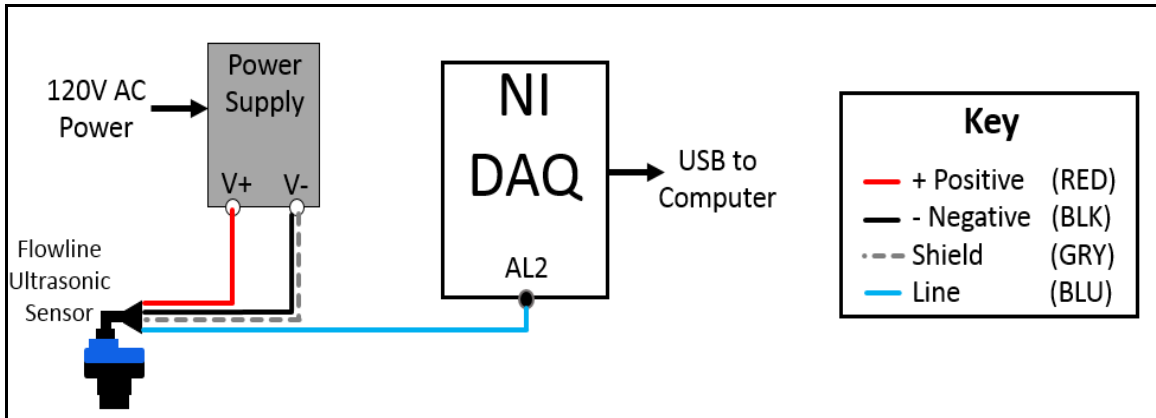 120V AC
Power
Power
Supply
V+ V-
Flowline
Ultrasonic
Sensor
NI
DAQ
AL2
USB to
Computer
Key
+ Positive (RED)
- Negative (BLK)
Shield (GRY)
Line (BLU)